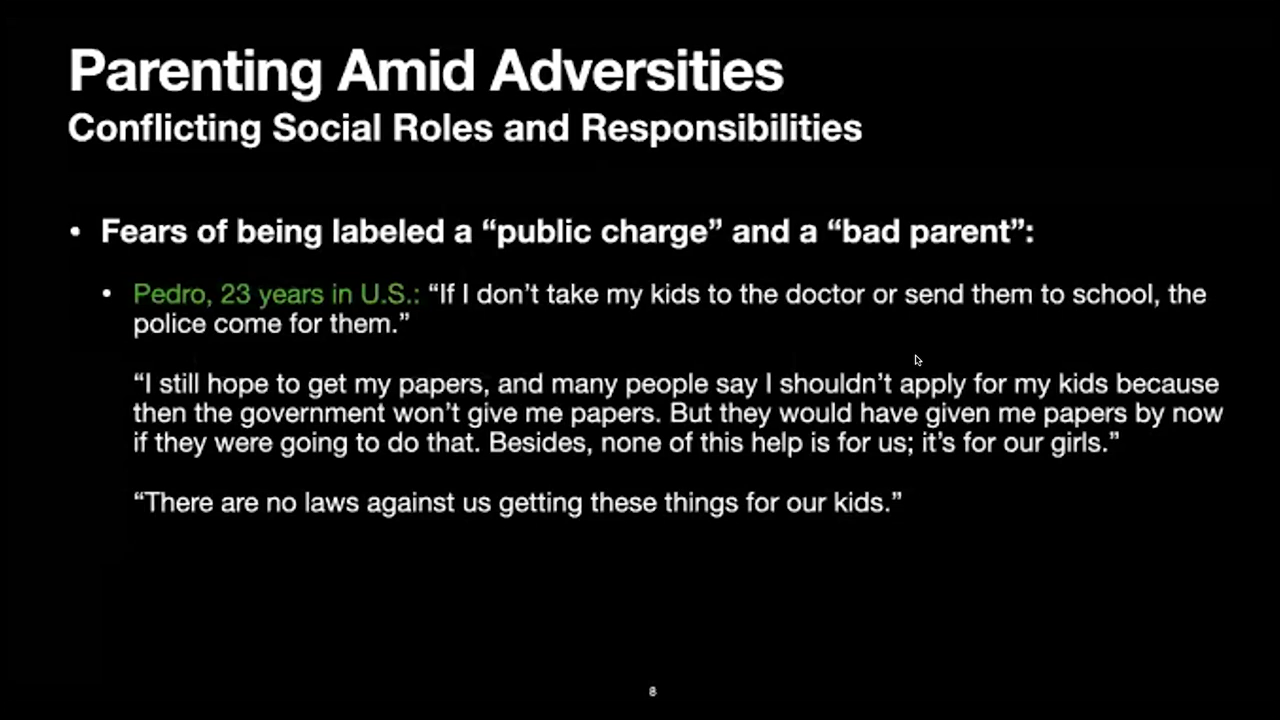 Parenting Amid Adversities
Conflicting Social Roles and Responsibilities
• Fears of being labeled a “public charge” and a “bad parent”:
• Pedro, 23 years in U.S.: “If I don’t take my kids to the doctor or send them to school, the
police come for them.”
“I still hope to get my papers, and many people say I shouldn’t apply for my kids because
then the government won’t give me papers. But they would have given me papers by now
if they were going to do that. Besides, none of this help is for us; it’s for our girls.”
“There are no laws against us getting these things for our kids.”
8